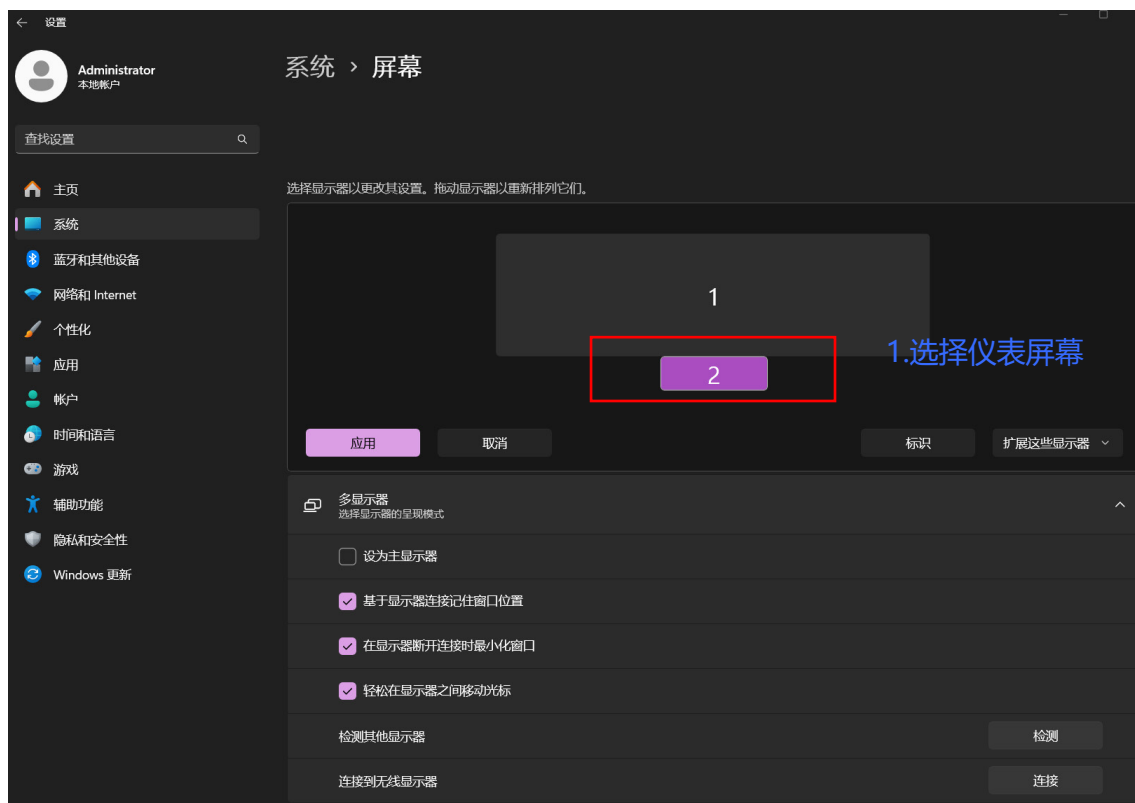 设置
Administrator
本地帐户
系统 › 屏幕
查找设置
主页
系统
蓝牙和其他设备
网络和 Internet
个性化
应用
帐户
时间和语言
游戏
辅助功能
隐私和安全性
Windows 更新
选择显示器以更改其设置。拖动显示器以重新排列它们。
1
2
1.选择仪表屏幕
应用
取消
标识
扩展这些显示器
多显示器
选择显示器的呈现模式
设为主显示器
基于显示器连接记住窗口位置
在显示器断开连接时最小化窗口
轻松在显示器之间移动光标
检测其他显示器
检测
连接到无线显示器
连接